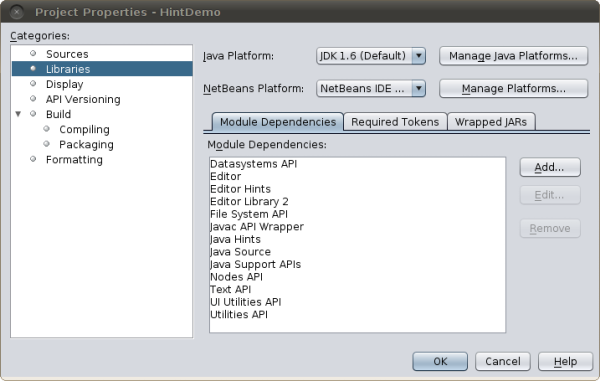 Project Properties - HintDemo
Categories:
Sources
Libraries
Display
API Versioning
Build
Compiling
Packaging
Formatting
Java Platform: JDK 1.6 (Default) Manage Java Platforms...
NetBeans Platform: NetBeans IDE ... Manage Platforms...
Module Dependencies Required Tokens Wrapped JARs
Module Dependencies:
Datasystems API
Editor
Editor Hints
Editor Library 2
File System API
Javac API Wrapper
Java Hints
Java Source
Java Support APIs
Nodes API
Text API
UI Utilities API
Utilities API
Add...
Edit...
Remove
OK Cancel Help